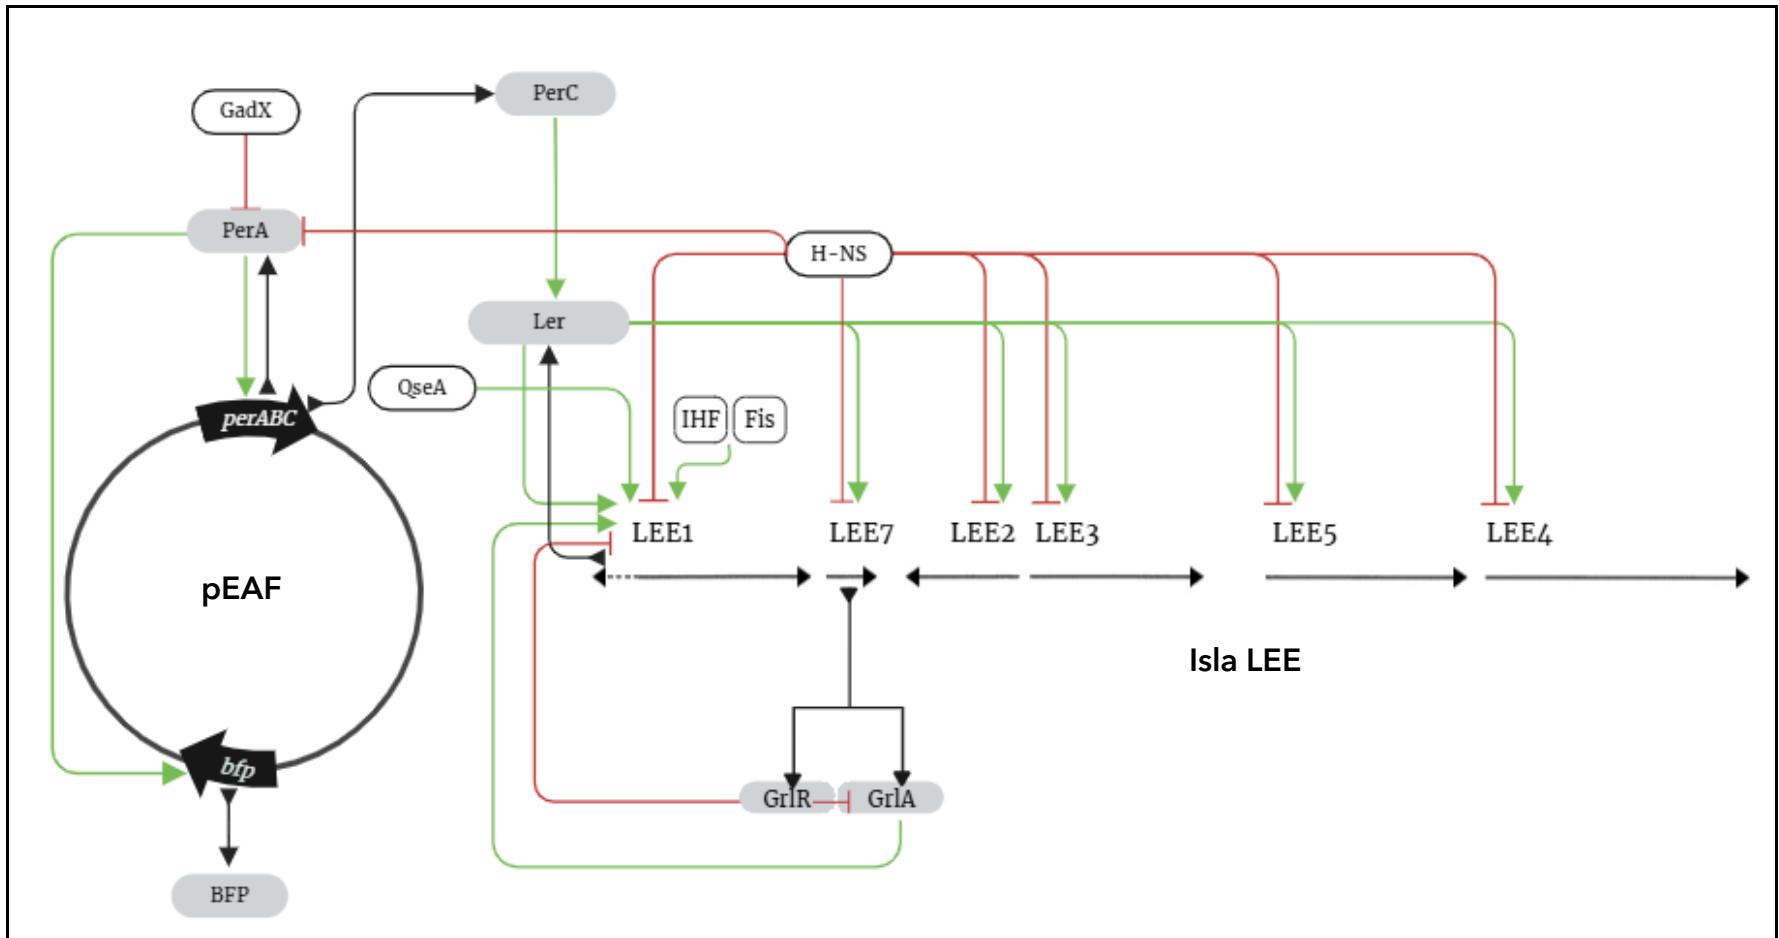 PerC
GadX
PerA
H-NS
Ler
QseA
IHF
Fis
perABC
LEE1
LEE7
LEE2
LEE3
LEE5
LEE4
pEAF
Isla LEE
bfp
GrlR
GrlA
BFP